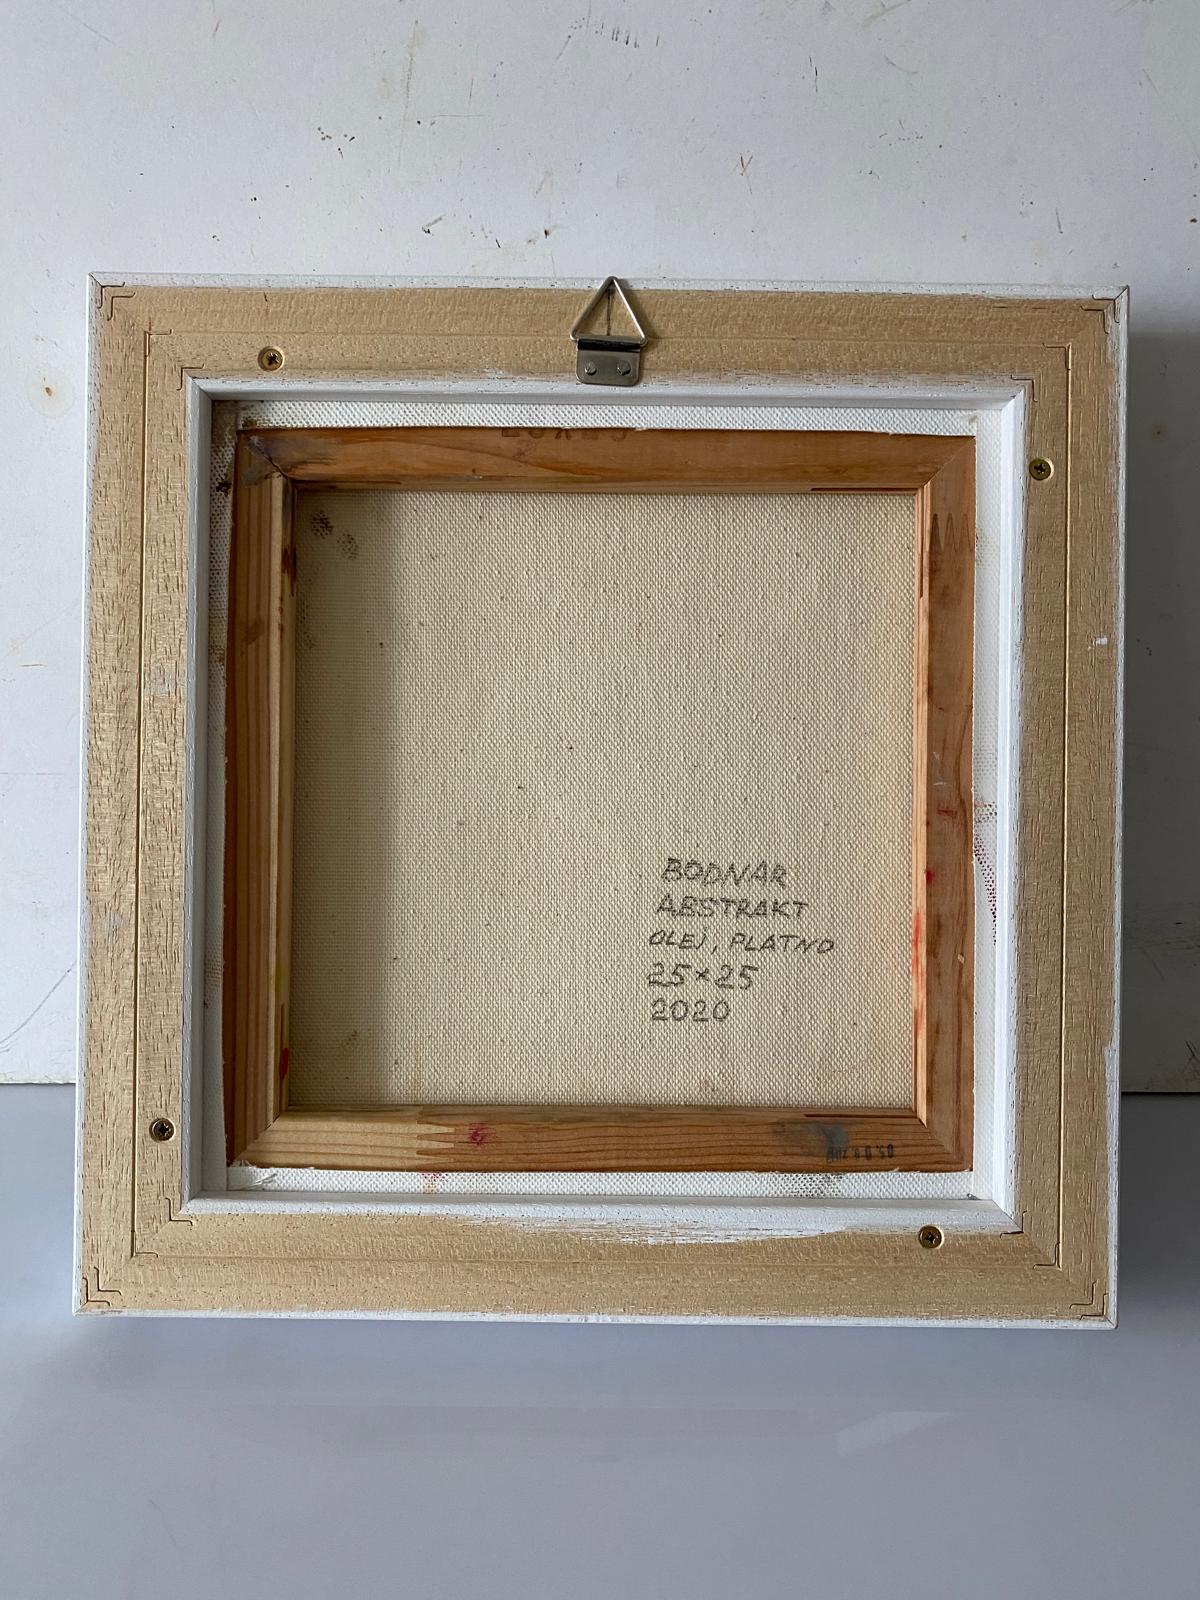 BODNAR
ABSTRAKT
OLEJ, PLATNO
25×25
2020